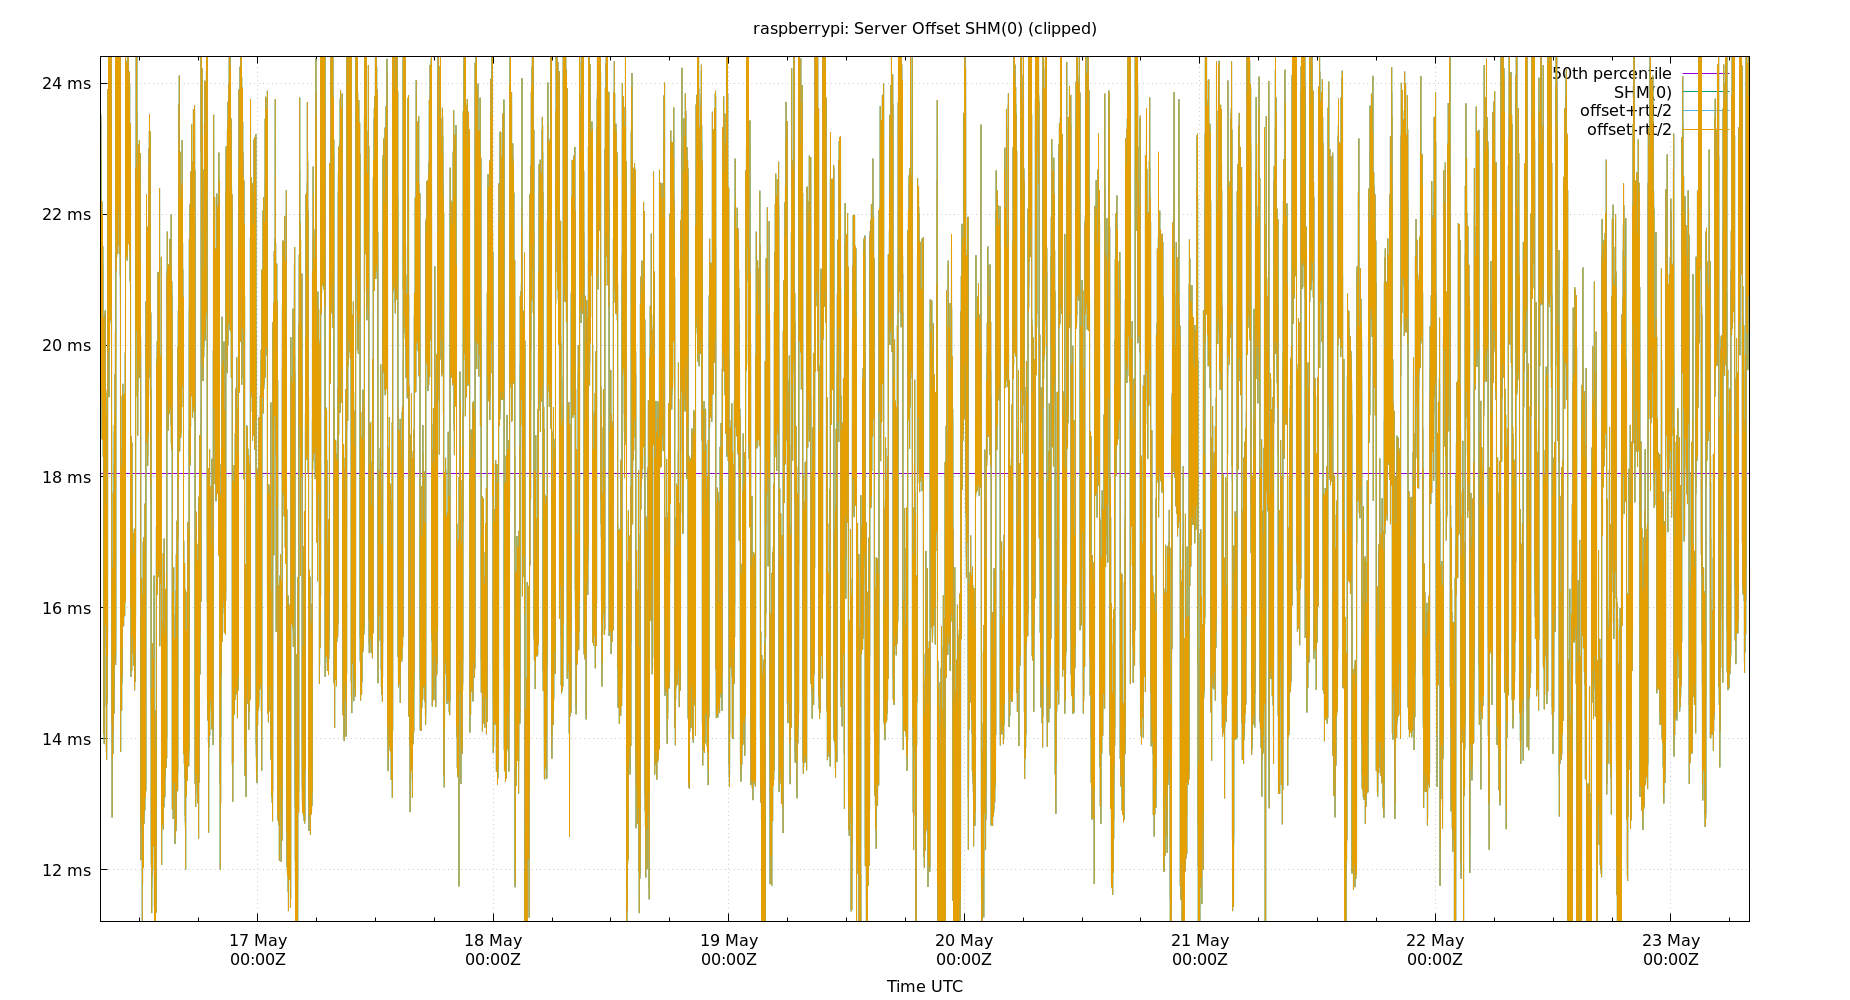 raspberrypi: Server Offset SHM(0) (clipped)
24 ms
22 ms
20 ms
18 ms
16 ms
14 ms
12 ms
50th percentile
SHM(0)
offset+rtt/2
offset-rtt/2
17 May
00:00Z
18 May
00:00Z
19 May
00:00Z
20 May
00:00Z
21 May
00:00Z
22 May
00:00Z
23 May
00:00Z
Time UTC